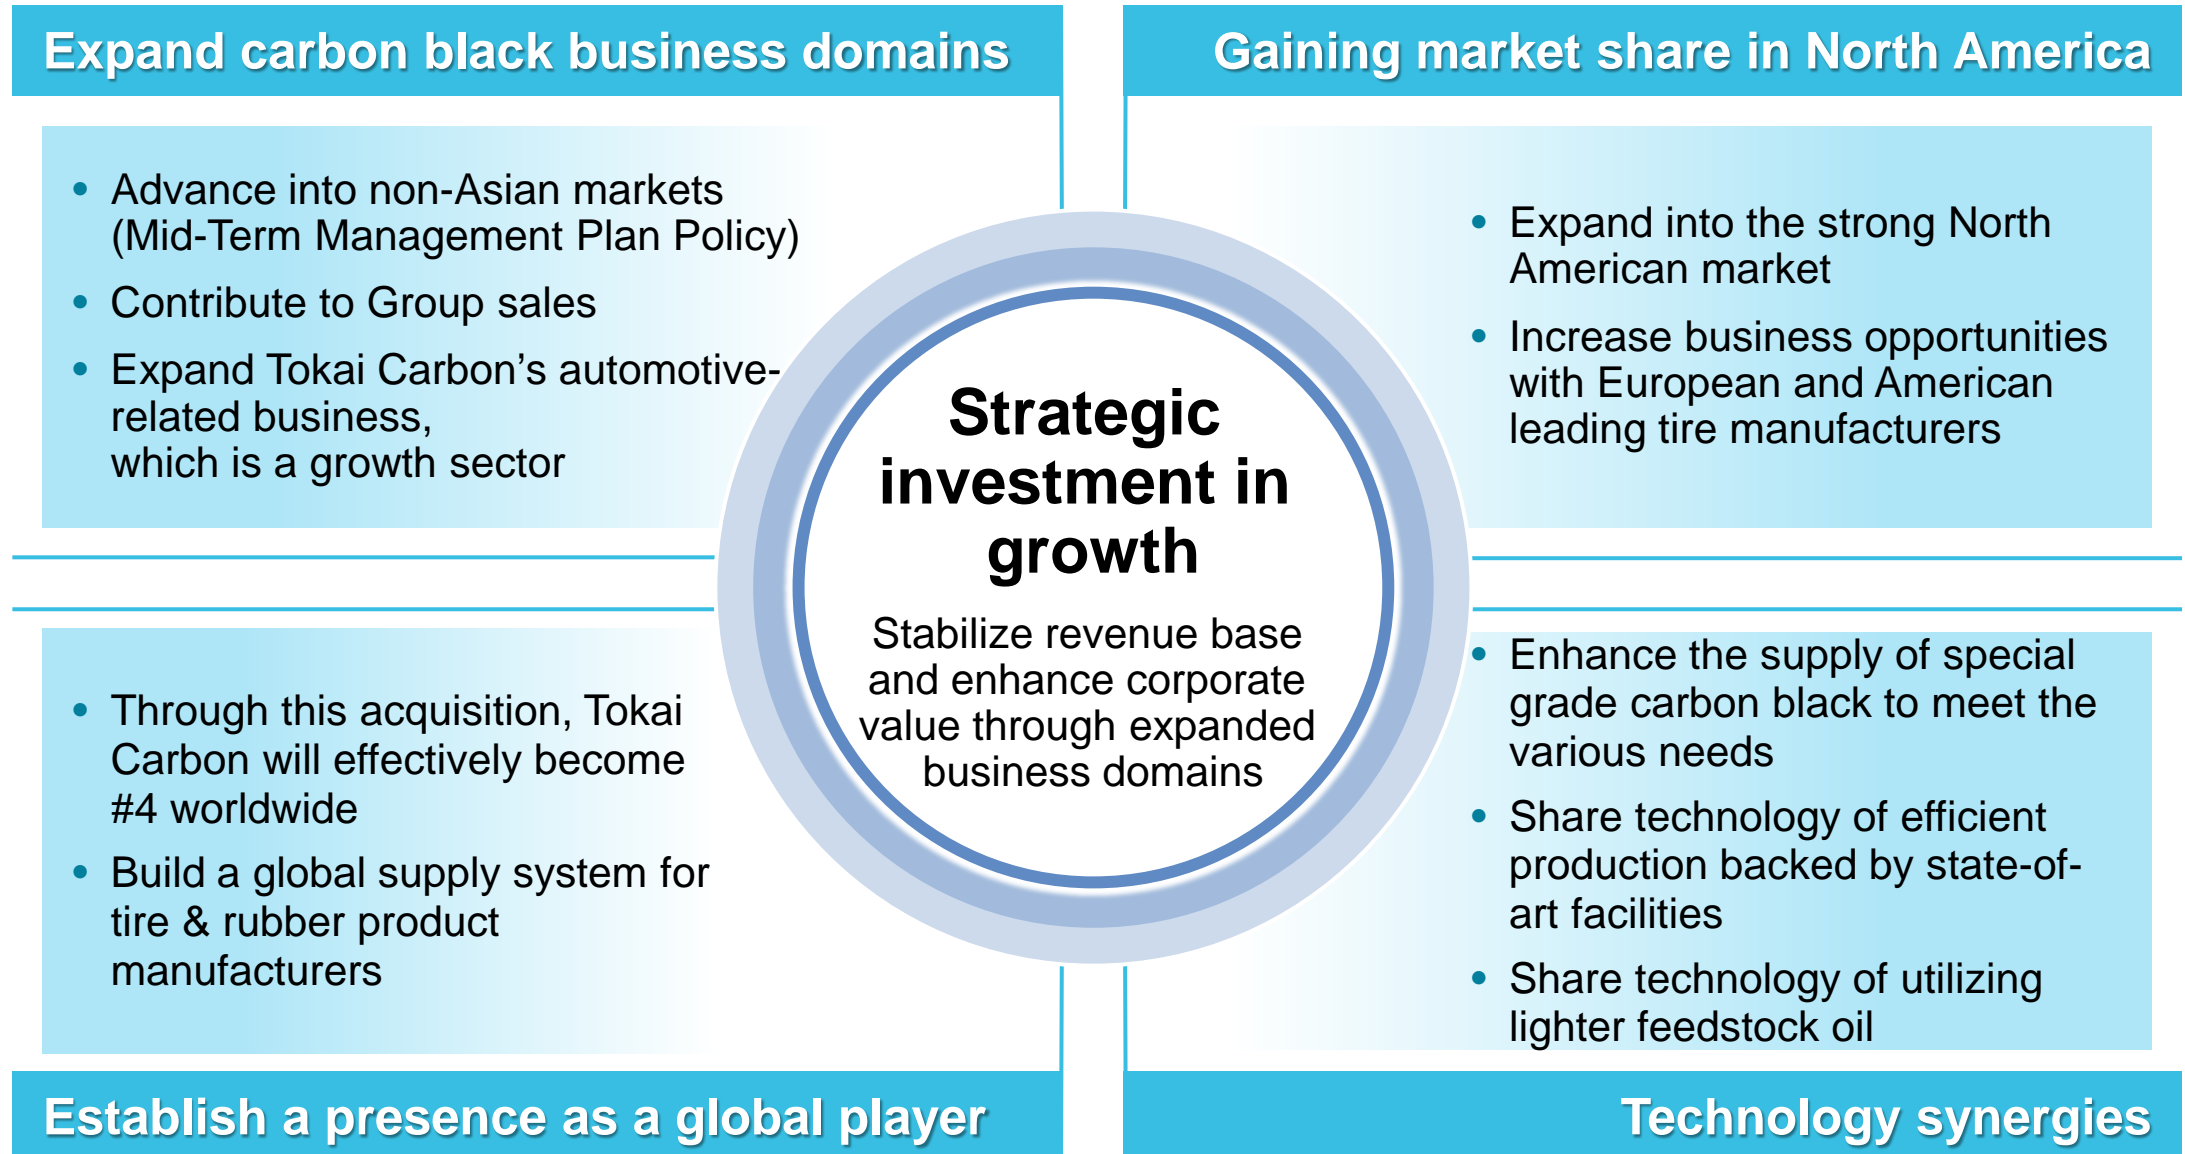 Expand carbon black business domains
• Advance into non-Asian markets
(Mid-Term Management Plan Policy)
• Contribute to Group sales
• Expand Tokai Carbon’s automotive-
related business,
which is a growth sector
Gaining market share in North America
• Expand into the strong North
American market
• Increase business opportunities
with European and American
leading tire manufacturers
Strategic
investment in
growth
Stabilize revenue base
and enhance corporate
value through expanded
business domains
• Through this acquisition, Tokai
Carbon will effectively become
#4 worldwide
• Build a global supply system for
tire & rubber product
manufacturers
Establish a presence as a global player
• Enhance the supply of special
grade carbon black to meet the
various needs
• Share technology of efficient
production backed by state-of-
art facilities
• Share technology of utilizing
lighter feedstock oil
Technology synergies